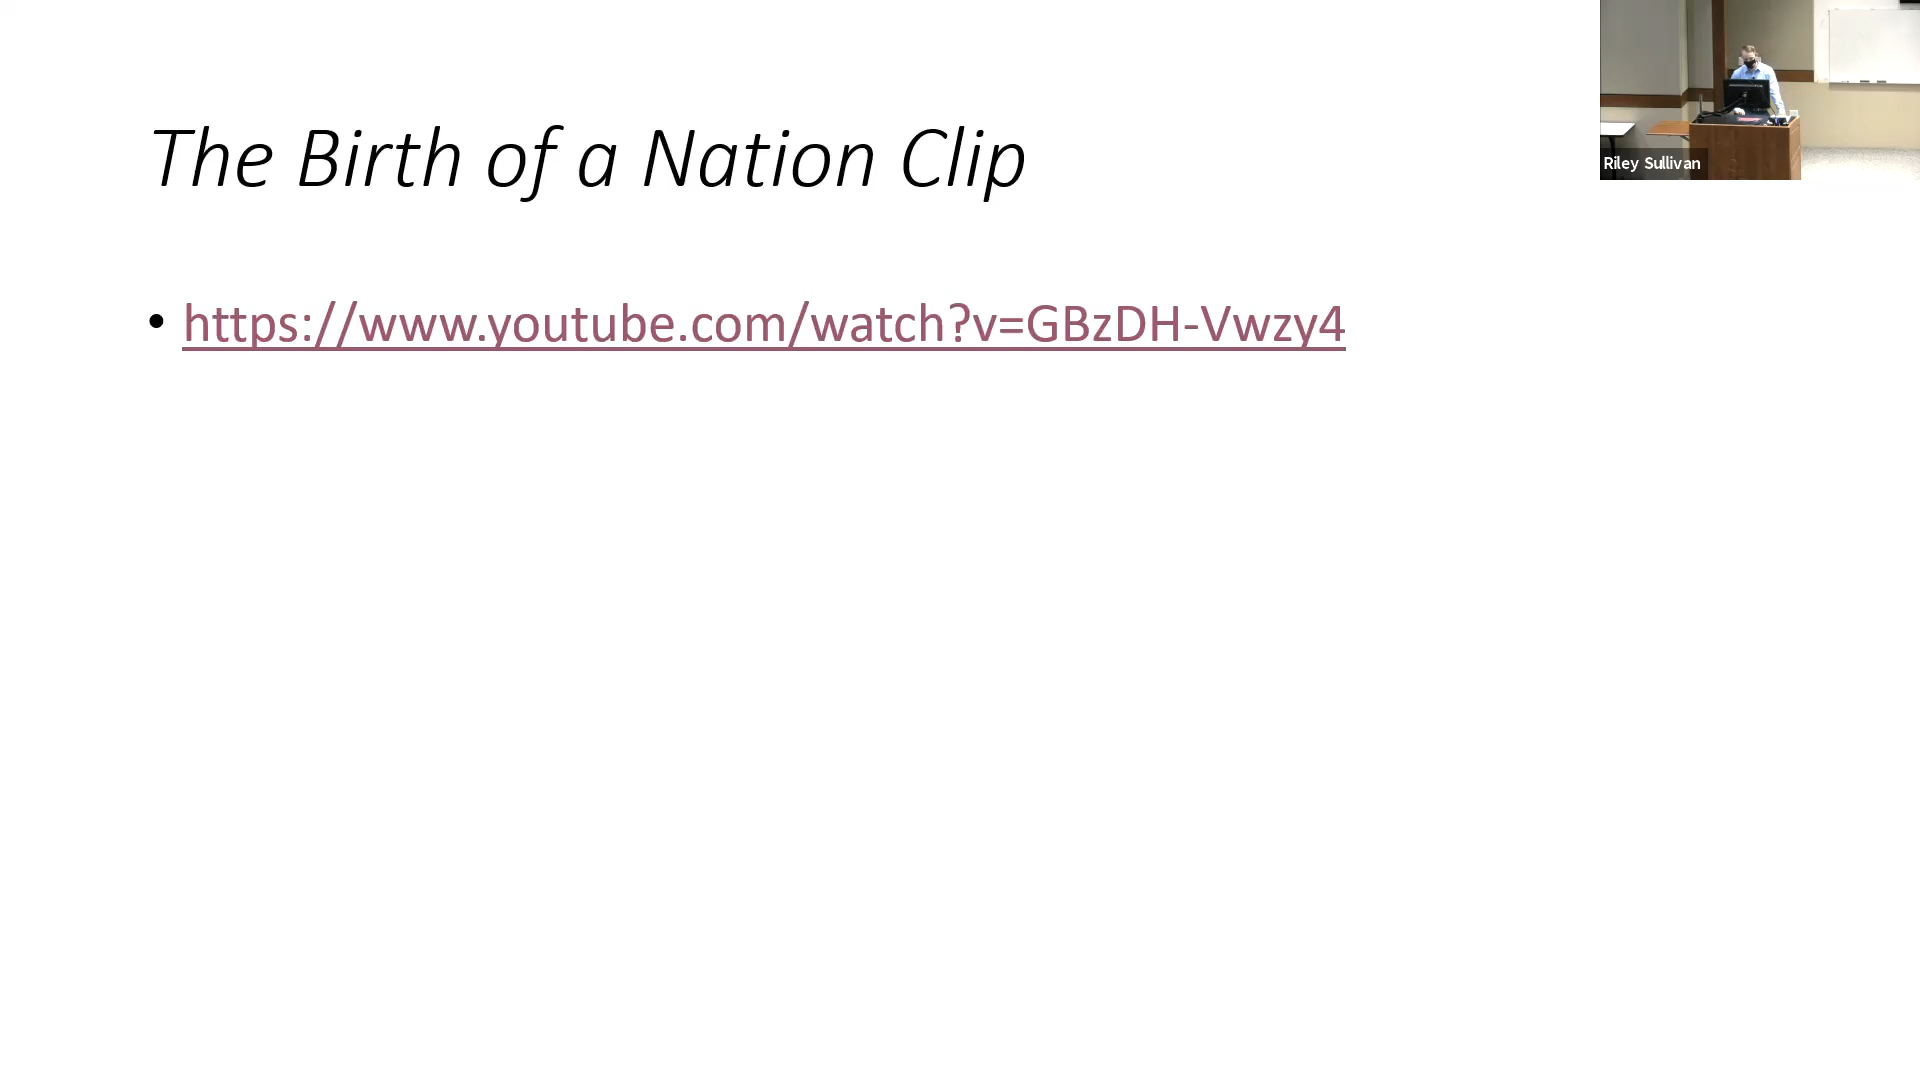 The Birth of a Nation Clip
• https://www.youtube.com/watch?v=GBzDH-Vwzy4
Riley Sullivan